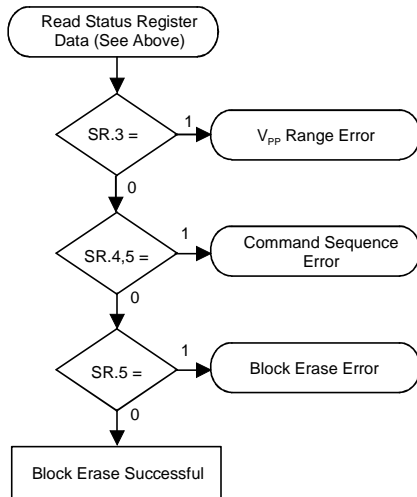 Read Status Register
Data (See Above)
SR.3 =
1
VPP Range Error
0
SR.4,5 =
1
Command Sequence
Error
0
SR.5 =
1
Block Erase Error
0
Block Erase Successful